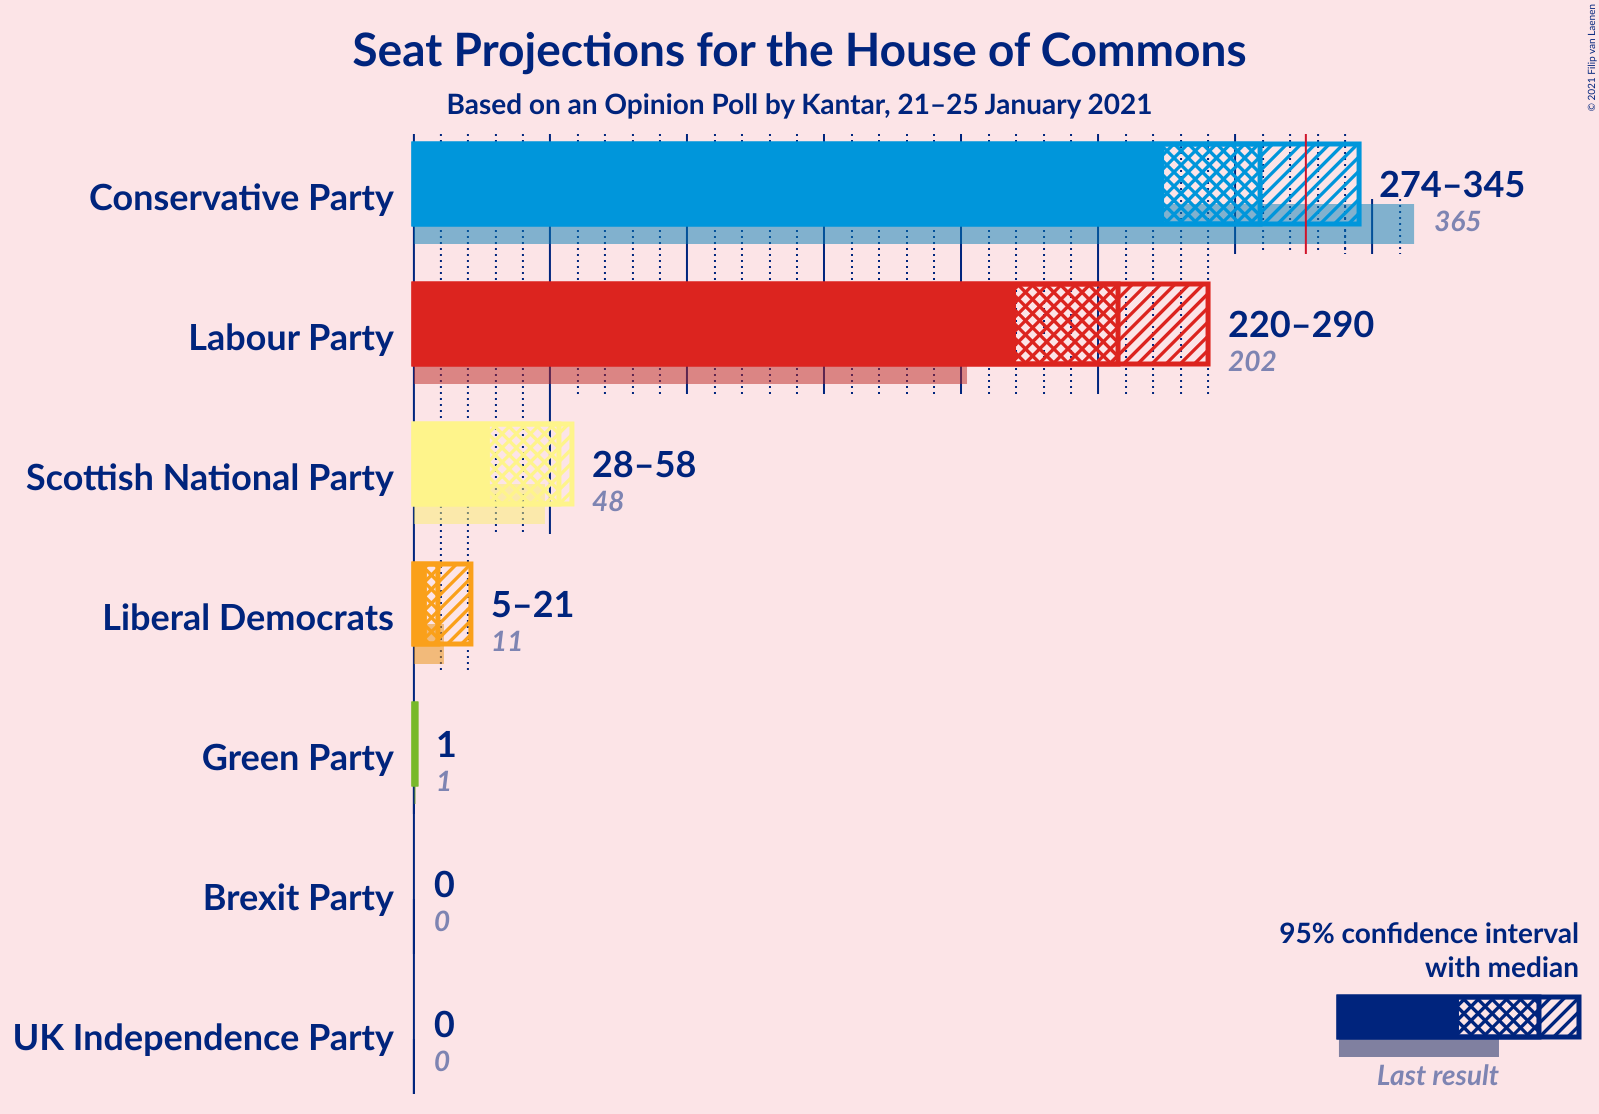 Seat Projections for the House of Commons
Based on an Opinion Poll by Kantar, 21–25 January 2021
© 2021 Filip van Laenen
Conservative Party
274–345
365
Labour Party
220–290
202
Scottish National Party
28–58
48
Liberal Democrats
5–21
11
Green Party
1
1
Brexit Party
0
0
UK Independence Party
0
0
95% confidence interval
with median
Last result